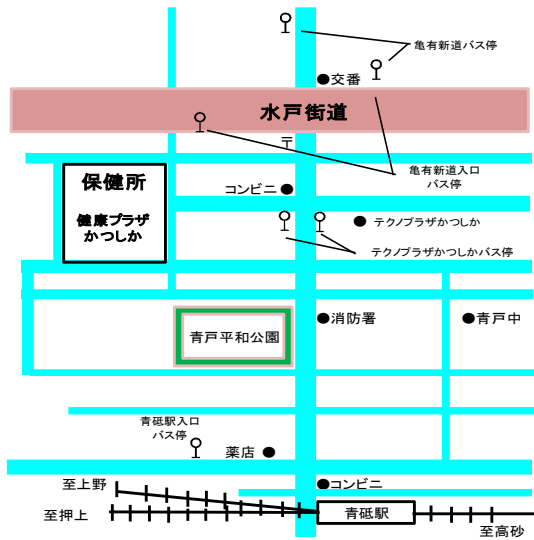 亀有新道バス停
交番
水戸街道
〒
亀有新道入口
バス停
保健所
健康プラザ
かつしか
コンビニ
テクノプラザかつしか
テクノプラザかつしかバス停
消防署
青戸中
青戸平和公園
青砥駅入口
バス停
薬店
至上野
コンビニ
至押上
青砥駅
至高砂